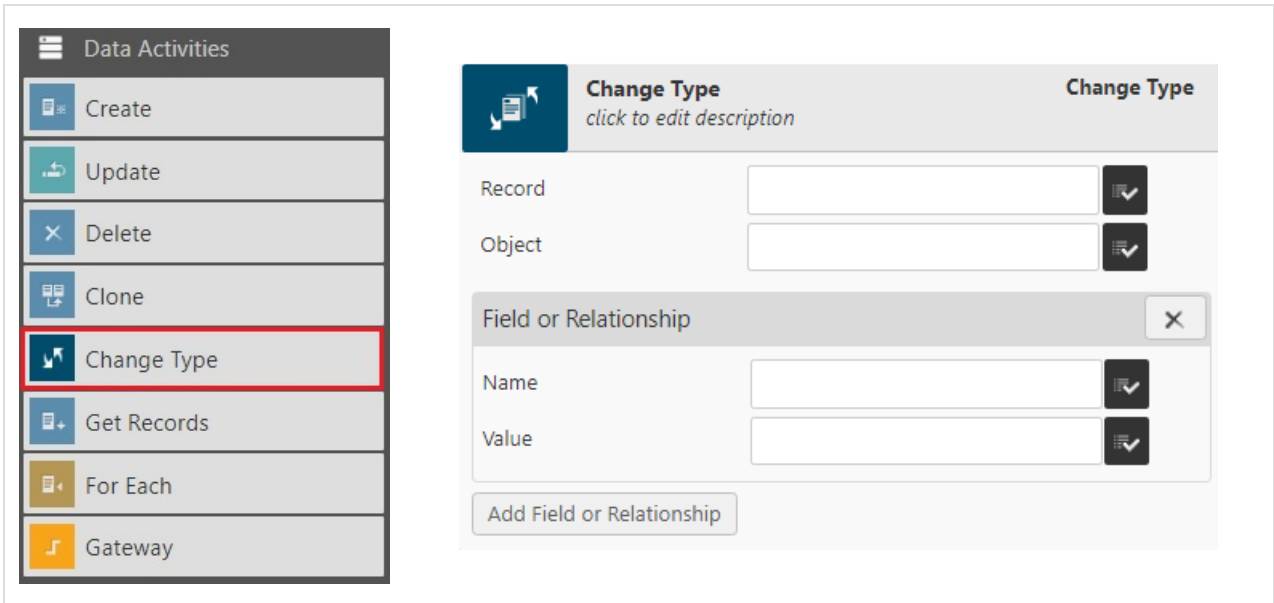 Data Activities
Create
Update
Delete
Clone
Change Type
Get Records
For Each
Gateway
Change Type
Change Type
click to edit description
Record
Object
Field or Relationship
Name
Value
Add Field or Relationship